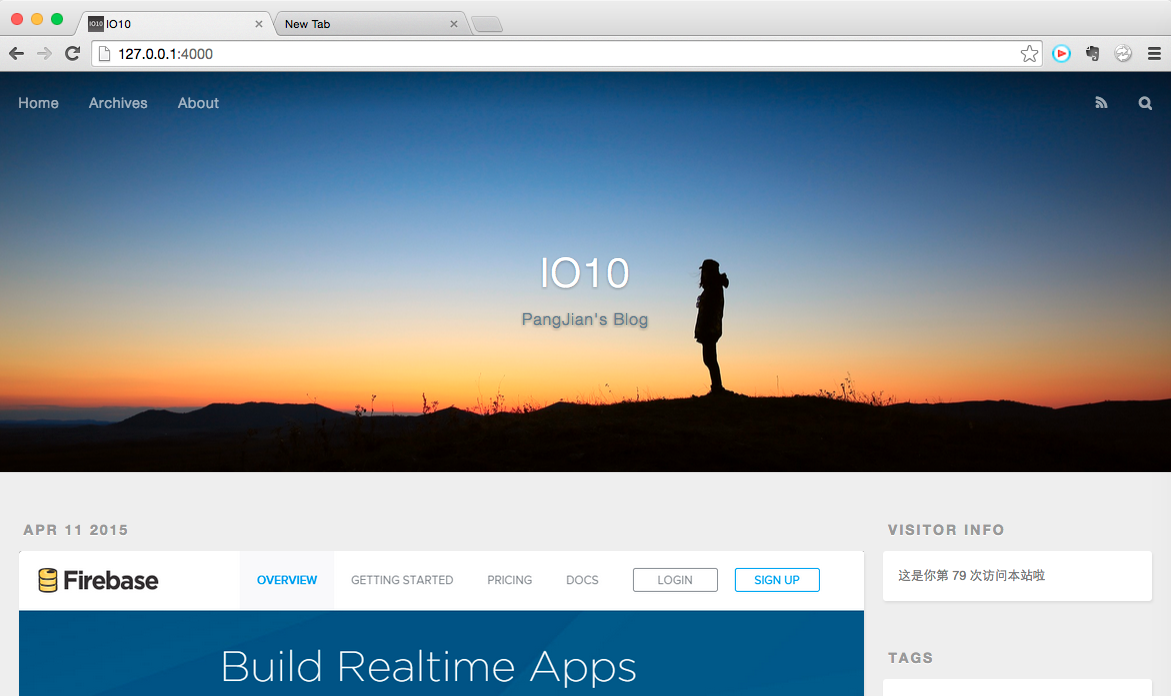 IO10 IO10
New Tab
127.0.0.1:4000
Home Archives About
IO10
PangJian's Blog
APR 11 2015
VISITOR INFO
Firebase OVERVIEW GETTING STARTED PRICING DOCS LOGIN SIGN UP
这是你第 79 次访问本站啦
Build Realtime Apps
TAGS